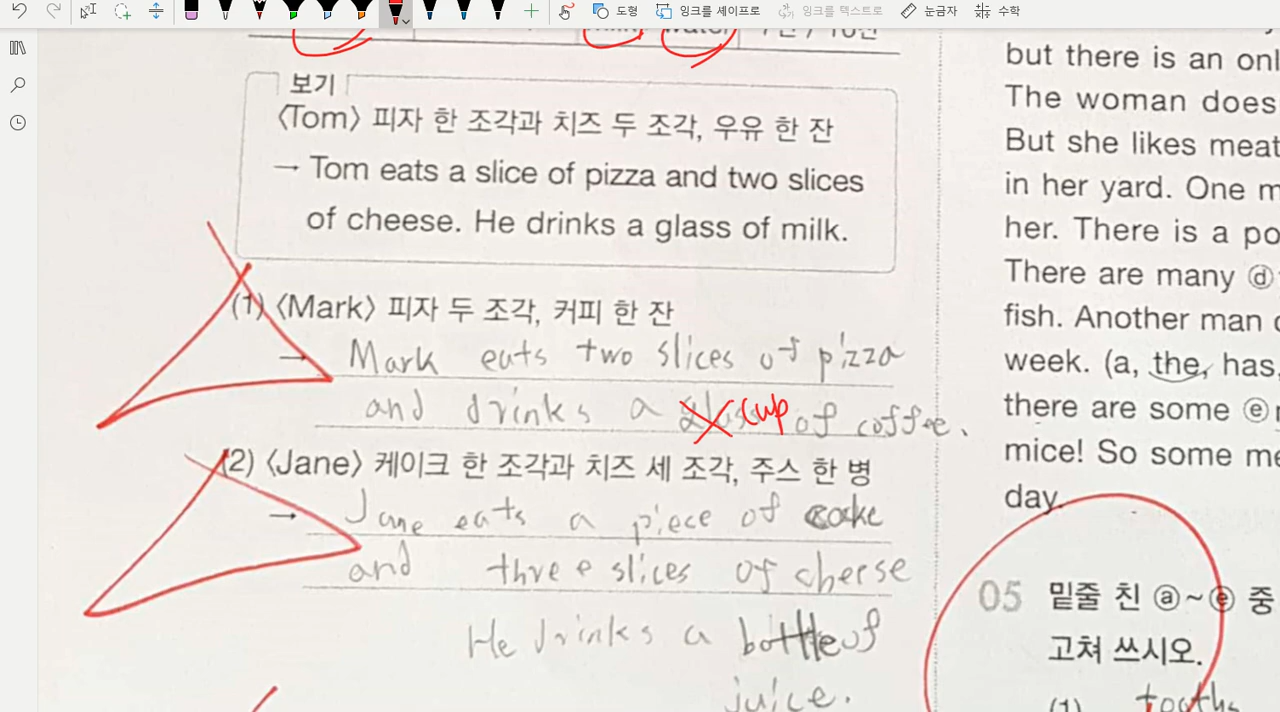 도형 잉크를 셰이프로 잉크를 텍스트로 눈금자 수학
보기
〈Tom〉 피자 한 조각과 치즈 두 조각, 우유 한 잔
→ Tom eats a slice of pizza and two slices
of cheese. He drinks a glass of milk.
(1) 〈Mark〉 피자 두 조각, 커피 한 잔
→ Mark eats two slices of pizza
and drinks a glass cup of coffee.
(2) 〈Jane〉 케이크 한 조각과 치즈 세 조각, 주스 한 병
→ Jane eats a piece of cake
and three slices of cheese
He drinks a bottle of
juice.
but there is an onl
The woman does
But she likes meat
in her yard. One m
her. There is a po
There are many ⓓ
fish. Another man
week. (a, the, has,
there are some ⓔ
mice! So some me
day.
05 밑줄 친 ⓐ~ⓔ 중
고쳐 쓰시오.
(1) tooths